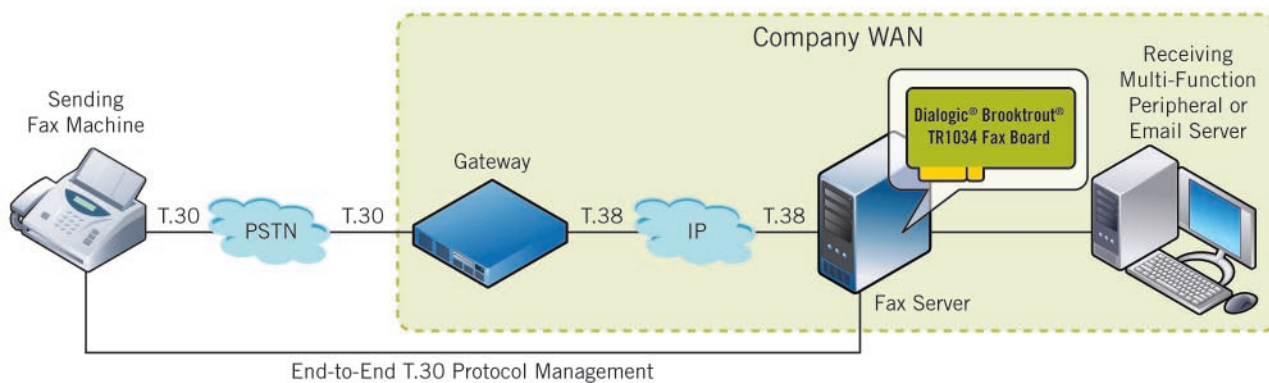 Company WAN
Sending
Fax Machine
Gateway
Dialogic® Brooktrout®
TR1034 Fax Board
Receiving
Multi-Function
Peripheral or
Email Server
T.30
PSTN
T.30
T.38
IP
T.38
Fax Server
End-to-End T.30 Protocol Management